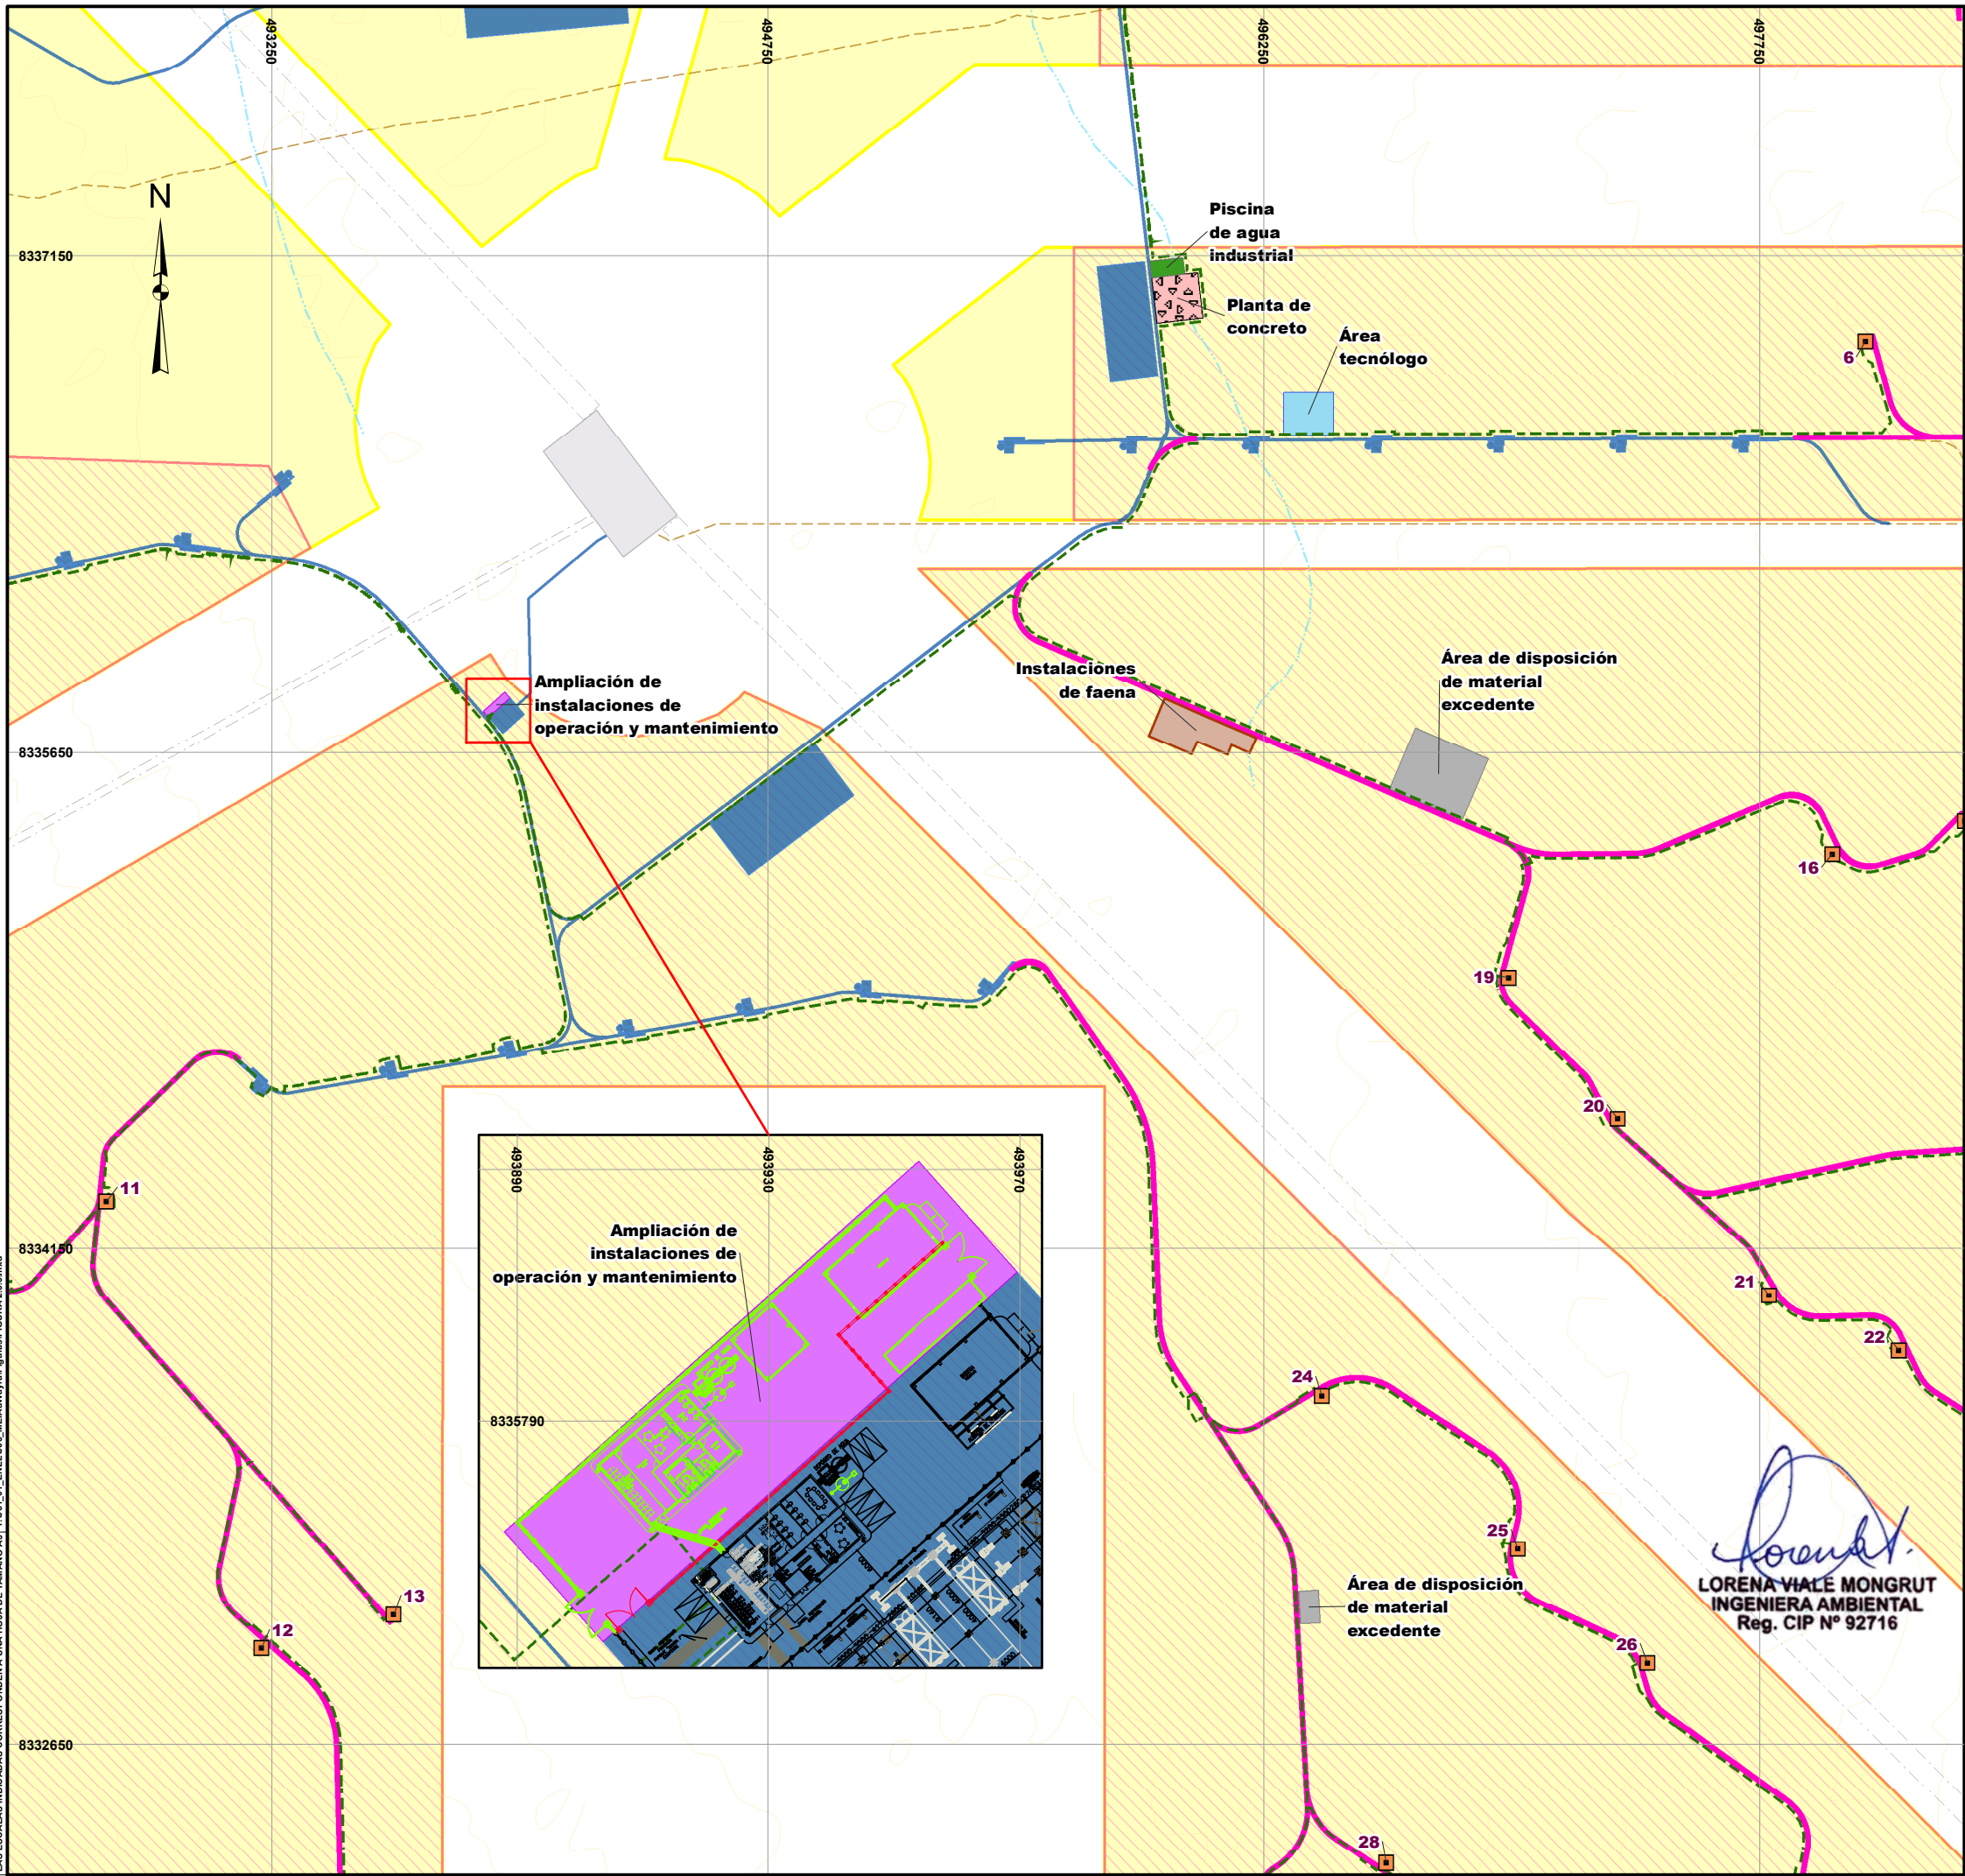 493250
494750
496250
497750
N
8337150
8335650
8334150
8332650
Piscina
de agua
industrial
Planta de
concreto
Área
tecnólogo
6
Ampliación de
instalaciones de
operación y mantenimiento
Instalaciones
de faena
Área de disposición
de material
excedente
16
19
20
21
22
11
12
13
493890
493930
493970
8335790
Ampliación de
instalaciones de
operación y mantenimiento
24
25
26
28
Área de disposición
de material
excedente
LORENA VIALE MONGRUT
INGENIERA AMBIENTAL
Reg. CIP Nº 92716